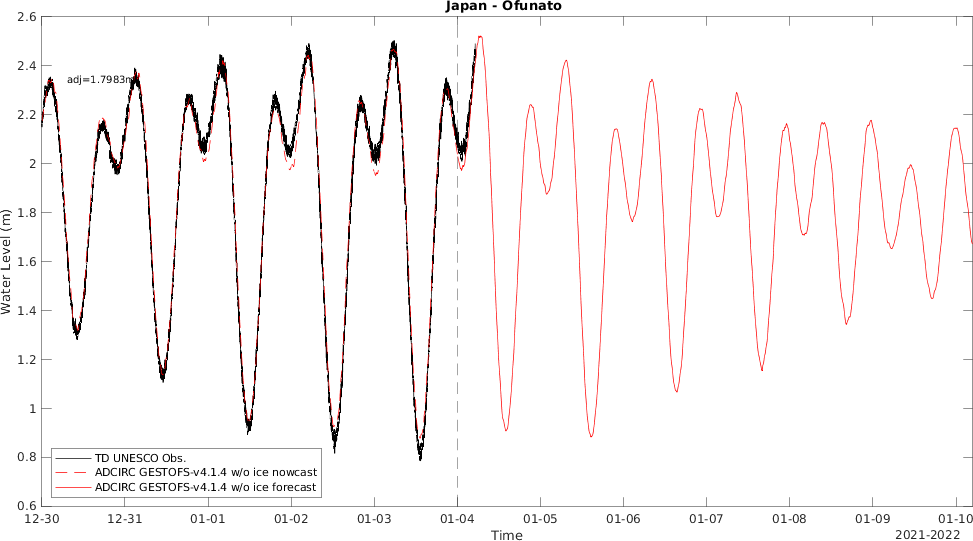 Japan - Ofunato
2.6
2.4
2.2
2
1.8
1.6
1.4
1.2
1
0.8
0.6
Water Level (m)
adj=1.7983m
TD UNESCO Obs.
ADCIRC GESTOFS-v4.1.4 w/o ice nowcast
ADCIRC GESTOFS-v4.1.4 w/o ice forecast
12-30 12-31 01-01 01-02 01-03 01-04 01-05 01-06 01-07 01-08 01-09 01-10
Time
2021-2022